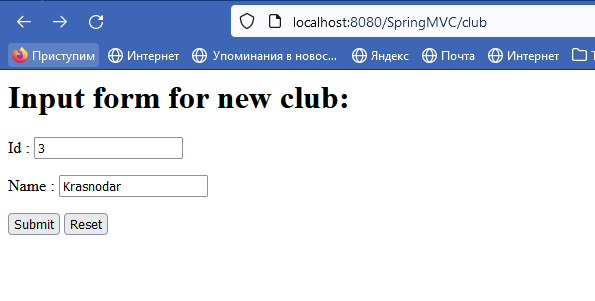 localhost:8080/SpringMVC/club
Приступим Интернет Упоминания в новос... Яндекс Почта Интернет
Input form for new club:
Id : 3
Name : Krasnodar
Submit Reset